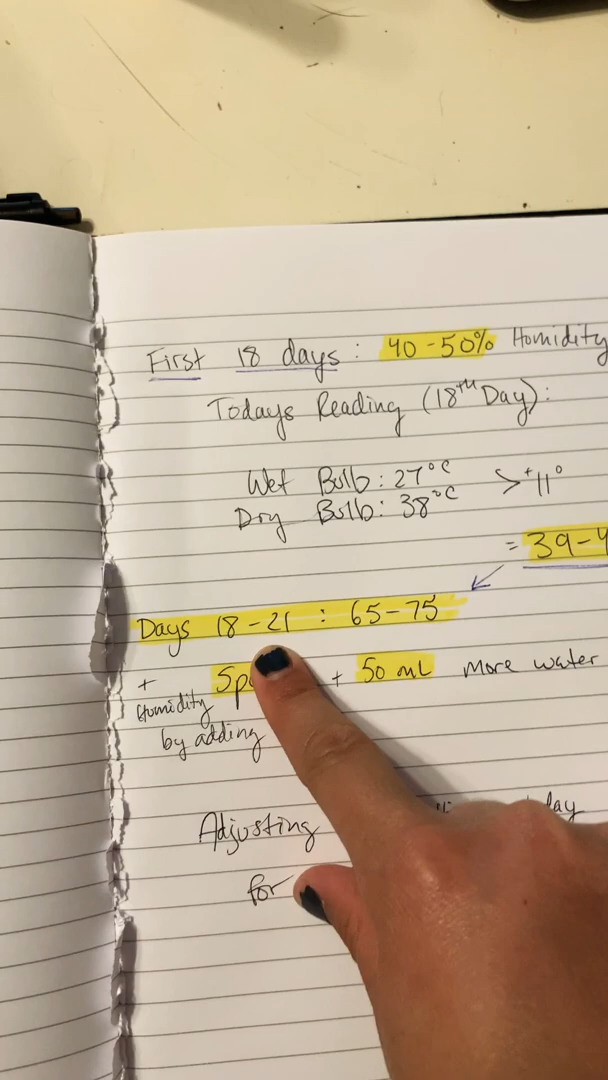 First 18 days : 40-50% Humidity
Todays Reading (18TH Day):
Wet Bulb: 27°C >+11°
Dry Bulb: 38°C
= 39-4
Days 18-21 : 65-75
+ Humidity + 50 mL More water
by adding
Adjusting
for